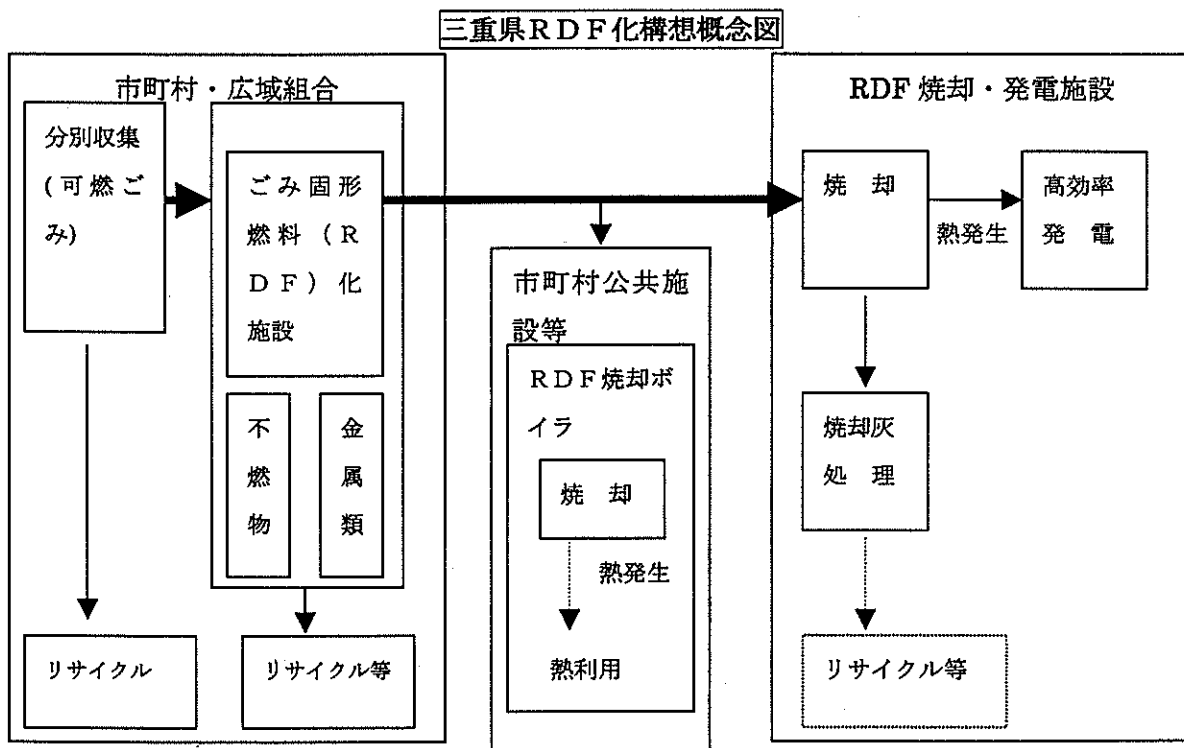 三重県ＲＤＦ化構想概念図
市町村・広域組合
分別収集
(可燃ご
み)
ごみ固形
燃料（Ｒ
ＤＦ）化
施設
不燃物
金属類
リサイクル
リサイクル等
市町村公共施
設等
ＲＤＦ焼却ボ
イラ
焼　却
熱発生
熱利用
RDF 焼却・発電施設
焼　却
熱発生
高効率
発　電
焼却灰
処　理
リサイクル等